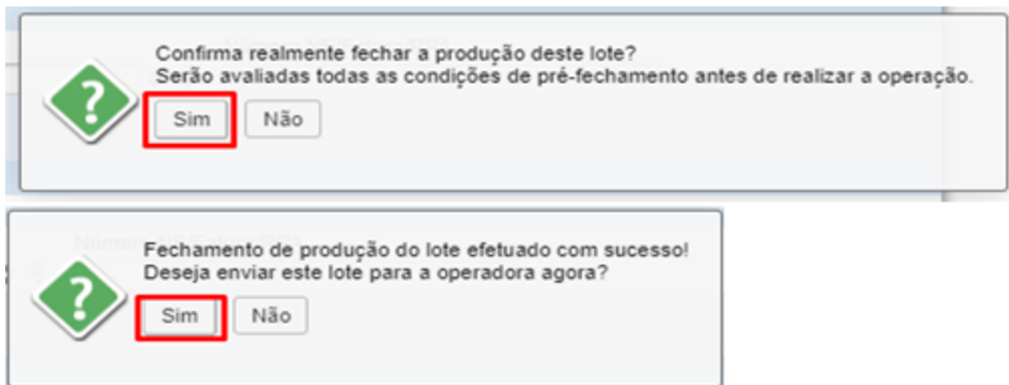 Confirma realmente fechar a produção deste lote?
Serão avaliadas todas as condições de pré-fechamento antes de realizar a operação.
Sim Não
Fechamento de produção do lote efetuado com sucesso!
Deseja enviar este lote para a operadora agora?
Sim Não